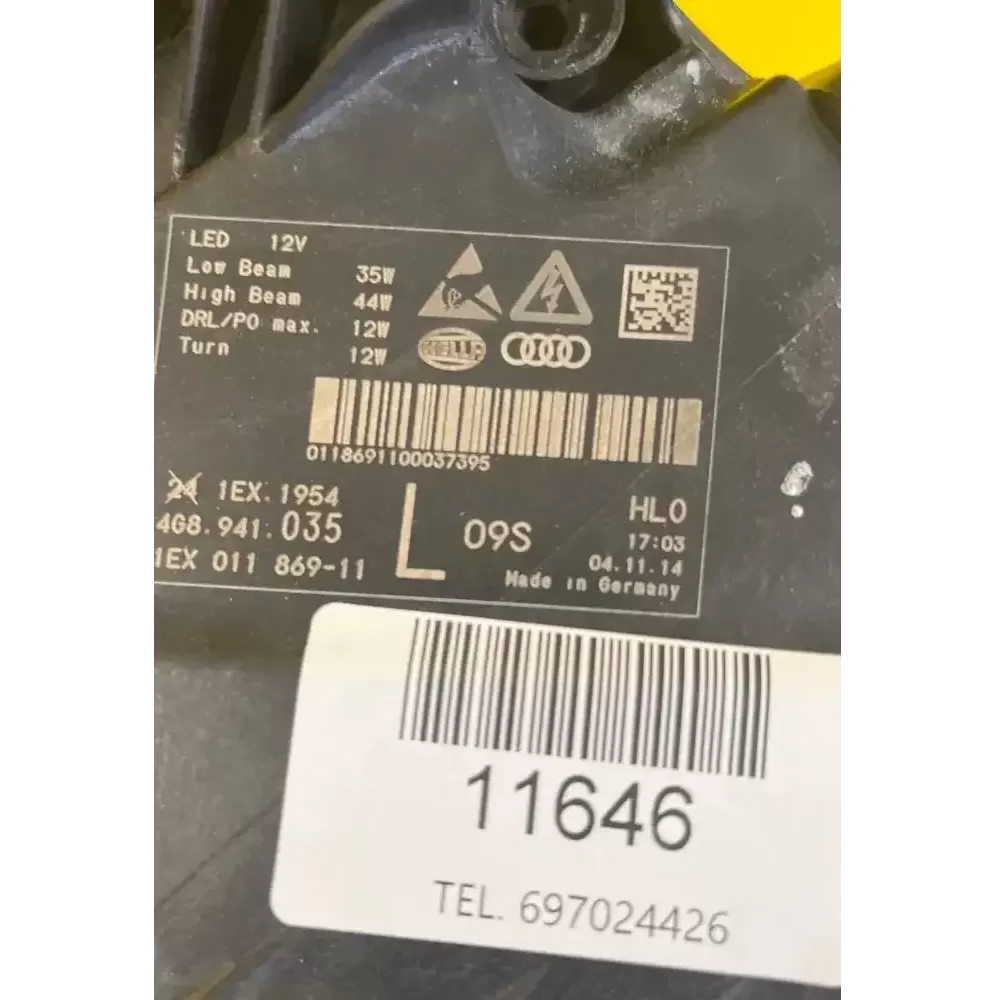 LED 12V
Low Beam 35W
High Beam 44W
DRL/PO max. 12W
Turn 12W
HELLA
0118691100037395
24 1EX.1954
4G8.941.035
1EX 011 869-11
L
09S
HL0
17:03
04.11.14
Made in Germany
11646
TEL. 697024426